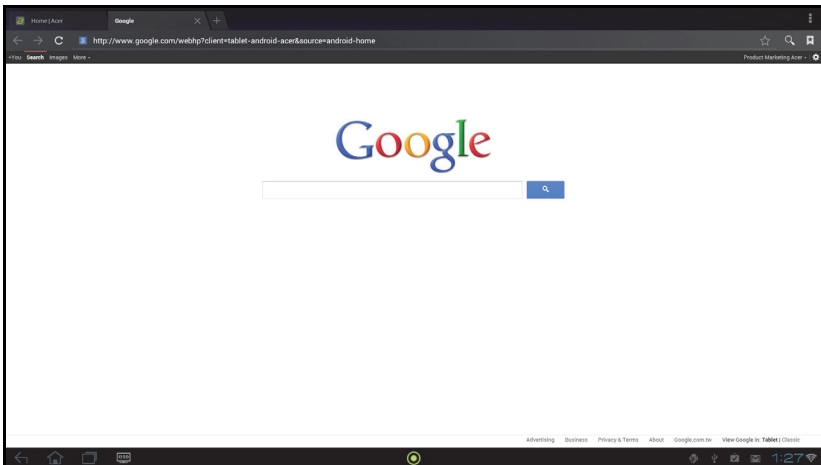 Home | Acer
Google
http://www.google.com/webhp?client=tablet-android-acer&source=android-home
+You Search Images More
Product Marketing Acer
Google
Advertising Business Privacy & Terms About Google.com.tw View Google in: Tablet | Classic
1:27